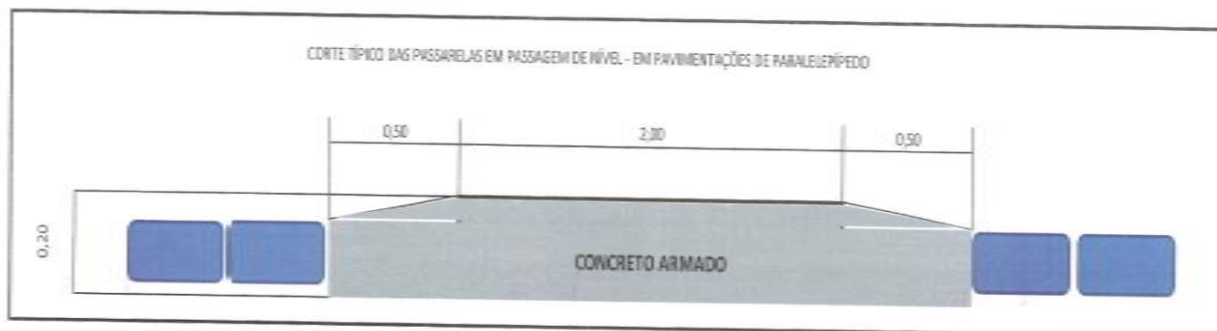 CORTE TÍPICO DAS PASSARELAS EM PASSAGEM DE NÍVEL - EM PAVIMENTAÇÕES DE PARALELEPÍPEDO
0,50 2,00 0,50
0,20
CONCRETO ARMADO